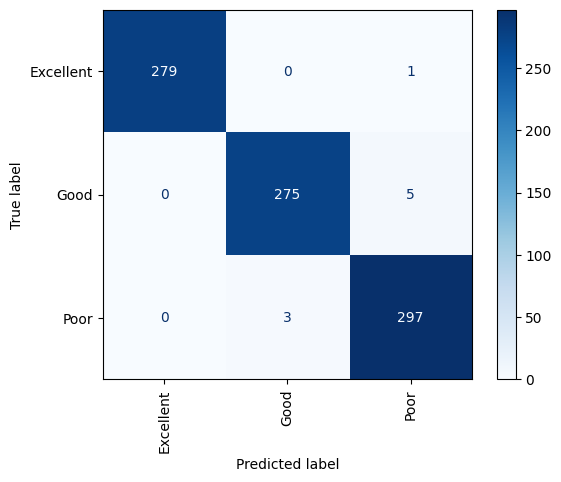 True label
Excellent 279 0 1
Good 0 275 5
Poor 0 3 297
Excellent Good Poor
Predicted label
250
200
150
100
50
0